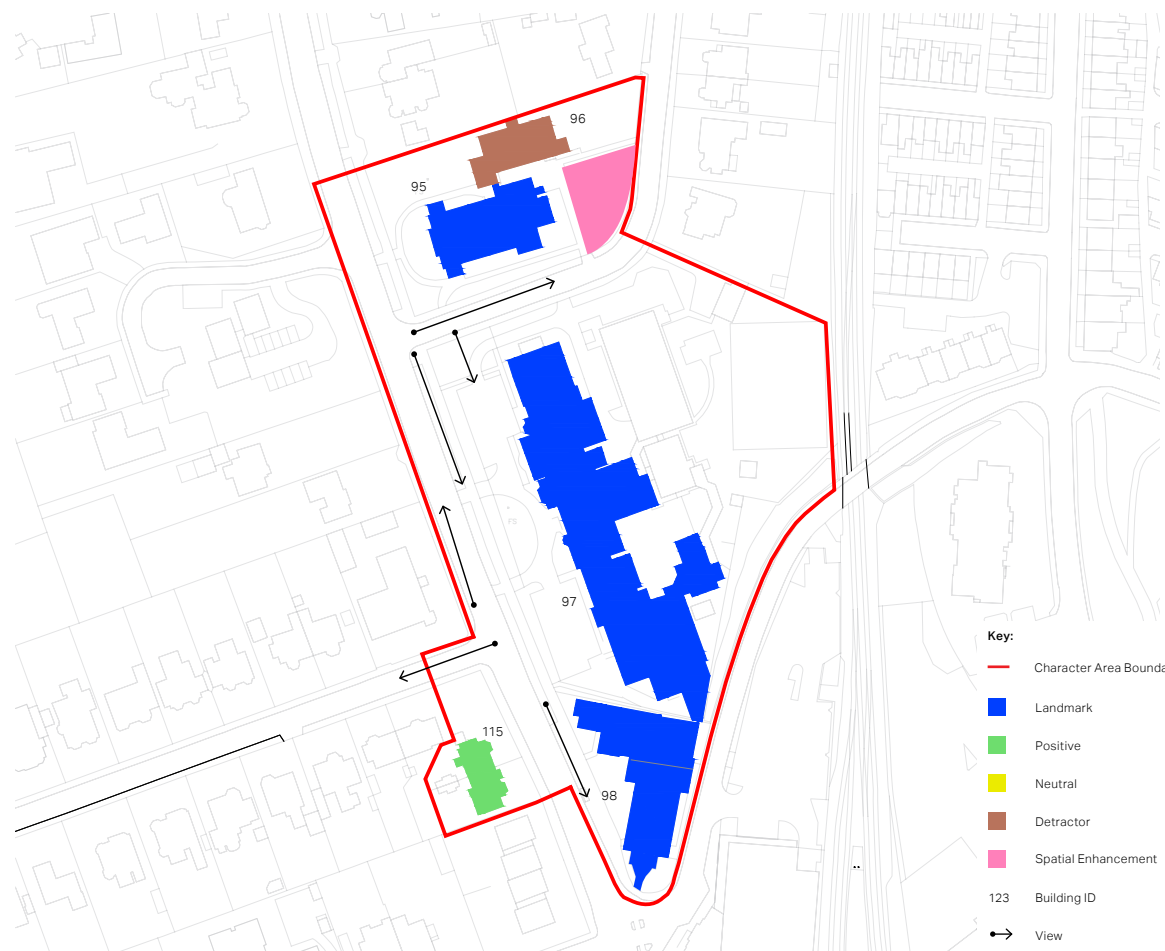 96
95
97
115
98
Key:
Character Area Bounda
Landmark
Positive
Neutral
Detractor
Spatial Enhancement
123 Building ID
View